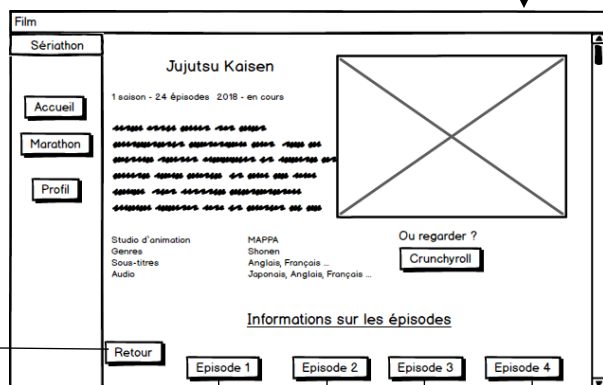 Film
Sériathon
Jujutsu Kaisen
1 saison - 24 épisodes 2018 - en cours
Accueil
Marathon
Profil
Studio d'animation MAPPA
Genres Shonen
Sous-titres Anglais, Français ...
Audio Japonais, Anglais, Français ...
Ou regarder ?
Crunchyroll
Informations sur les épisodes
Retour
Episode 1 Episode 2 Episode 3 Episode 4